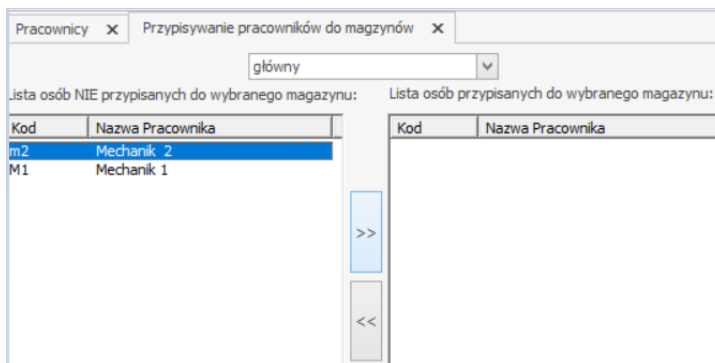 Pracownicy X Przypisywanie pracowników do magzynów X
główny
Lista osób NIE przypisanych do wybranego magazynu: Lista osób przypisanych do wybranego magazynu:
Kod Nazwa Pracownika Kod Nazwa Pracownika
m2 Mechanik 2
M1 Mechanik 1
>>
<<